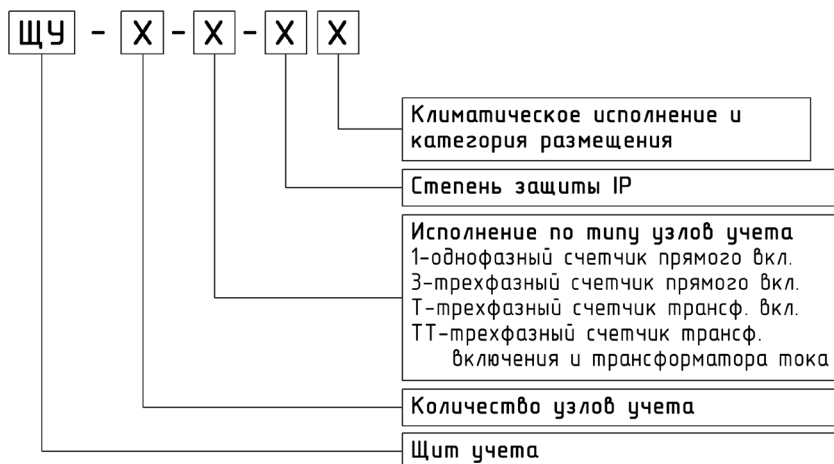 ЩУ - X - X - X X
Климатическое исполнение и
категория размещения
Степень защиты IP
Исполнение по типу узлов учета
1-однофазный счетчик прямого вкл.
3-трехфазный счетчик прямого вкл.
Т-трехфазный счетчик трансф. вкл.
ТТ-трехфазный счетчик трансф.
включения и трансформатора тока
Количество узлов учета
Щит учета